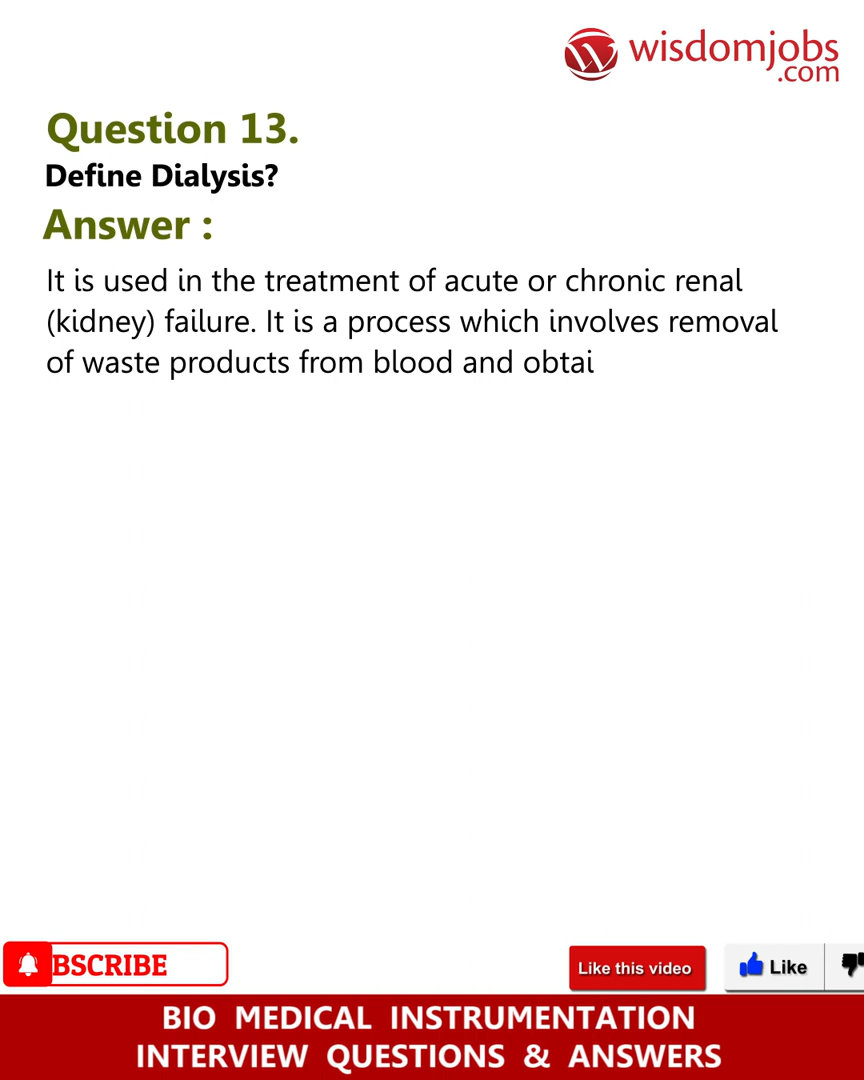 wisdomjobs
.com
Question 13.
Define Dialysis?
Answer :
It is used in the treatment of acute or chronic renal
(kidney) failure. It is a process which involves removal
of waste products from blood and obtai
BSCRIBE
Like this video
Like
BIO MEDICAL INSTRUMENTATION
INTERVIEW QUESTIONS & ANSWERS